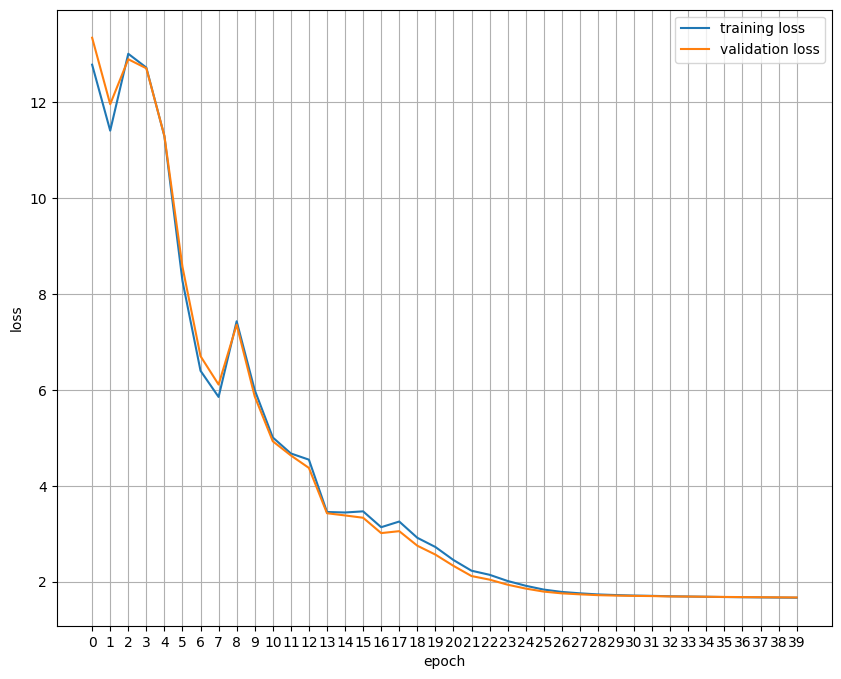 training loss
validation loss
12
10
8
6
4
2
loss
0 1 2 3 4 5 6 7 8 9 10 11 12 13 14 15 16 17 18 19 20 21 22 23 24 25 26 27 28 29 30 31 32 33 34 35 36 37 38 39
epoch